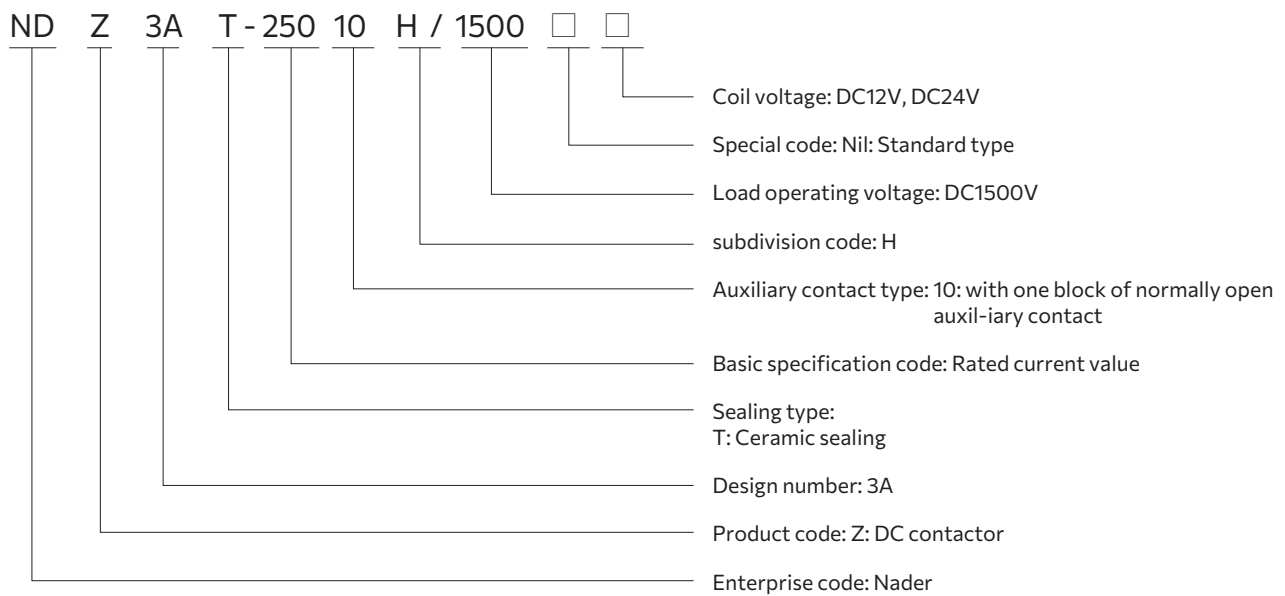 ND Z 3A T - 250 10 H / 1500 □ □
Coil voltage: DC12V, DC24V
Special code: Nil: Standard type
Load operating voltage: DC1500V
subdivision code: H
Auxiliary contact type: 10: with one block of normally open
auxil-iary contact
Basic specification code: Rated current value
Sealing type:
T: Ceramic sealing
Design number: 3A
Product code: Z: DC contactor
Enterprise code: Nader